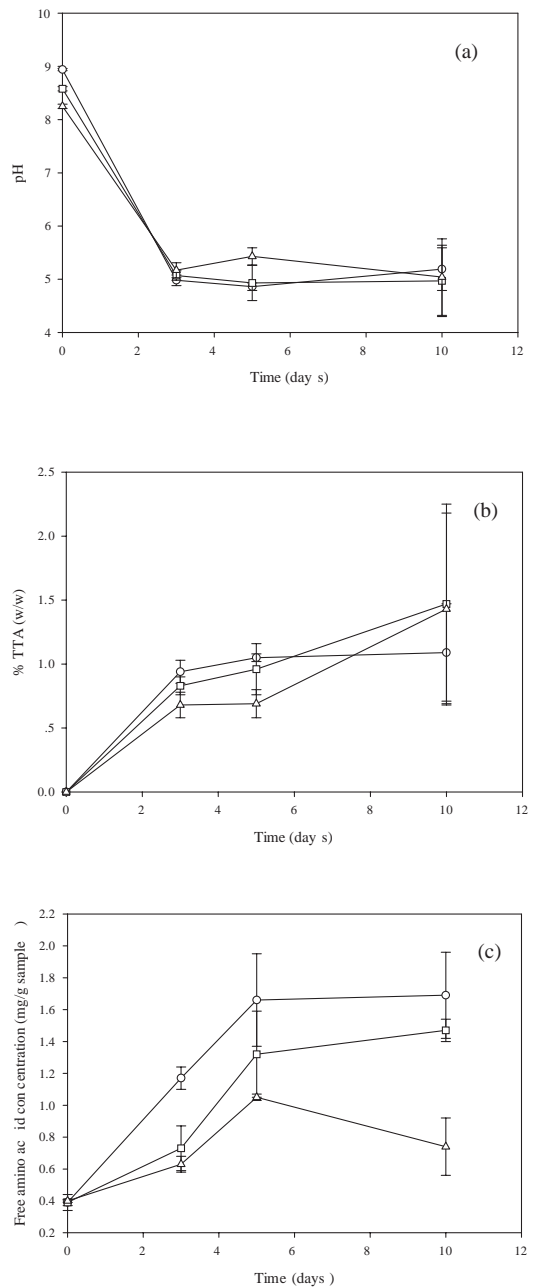 10
9
8
7
6
5
4
pH
(a)
0 2 4 6 8 10 12
Time (day s)
2.5
2.0
1.5
1.0
.5
0.0
% TTA (w/w)
(b)
0 2 4 6 8 10 12
Time (day s)
2.2
2.0
1.8
1.6
1.4
1.2
1.0
0.8
0.6
0.4
0.2
Free amino ac id con centration (mg/g sample )
(c)
0 2 4 6 8 10 12
Time (days )